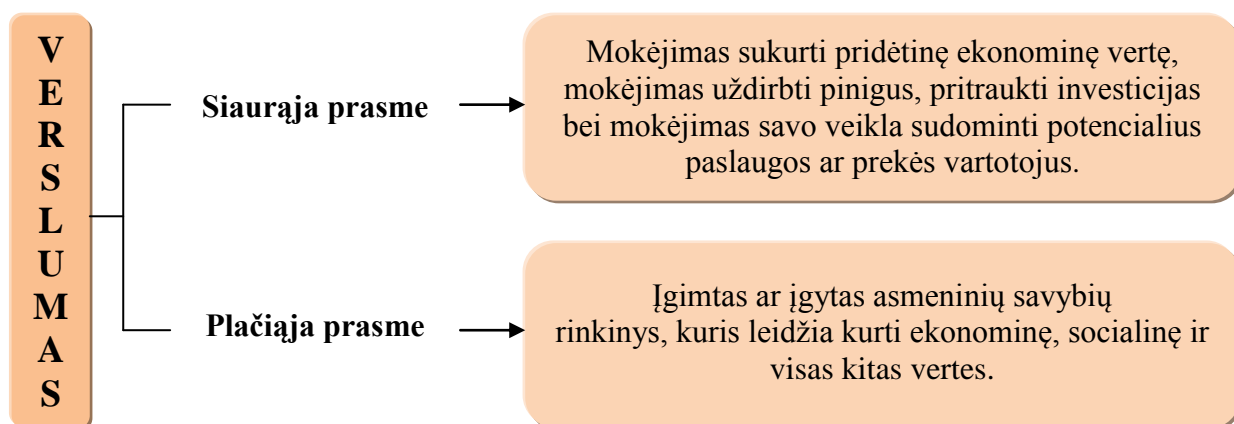 VERSLUMAS
Siaurąja prasme
Mokėjimas sukurti pridėtinę ekonominę vertę,
mokėjimas uždirbti pinigus, pritraukti investicijas
bei mokėjimas savo veikla sudominti potencialius
paslaugos ar prekės vartotojus.
Plačiąja prasme
Įgimtas ar įgytas asmeninių savybių
rinkinys, kuris leidžia kurti ekonominę, socialinę ir
visas kitas vertes.